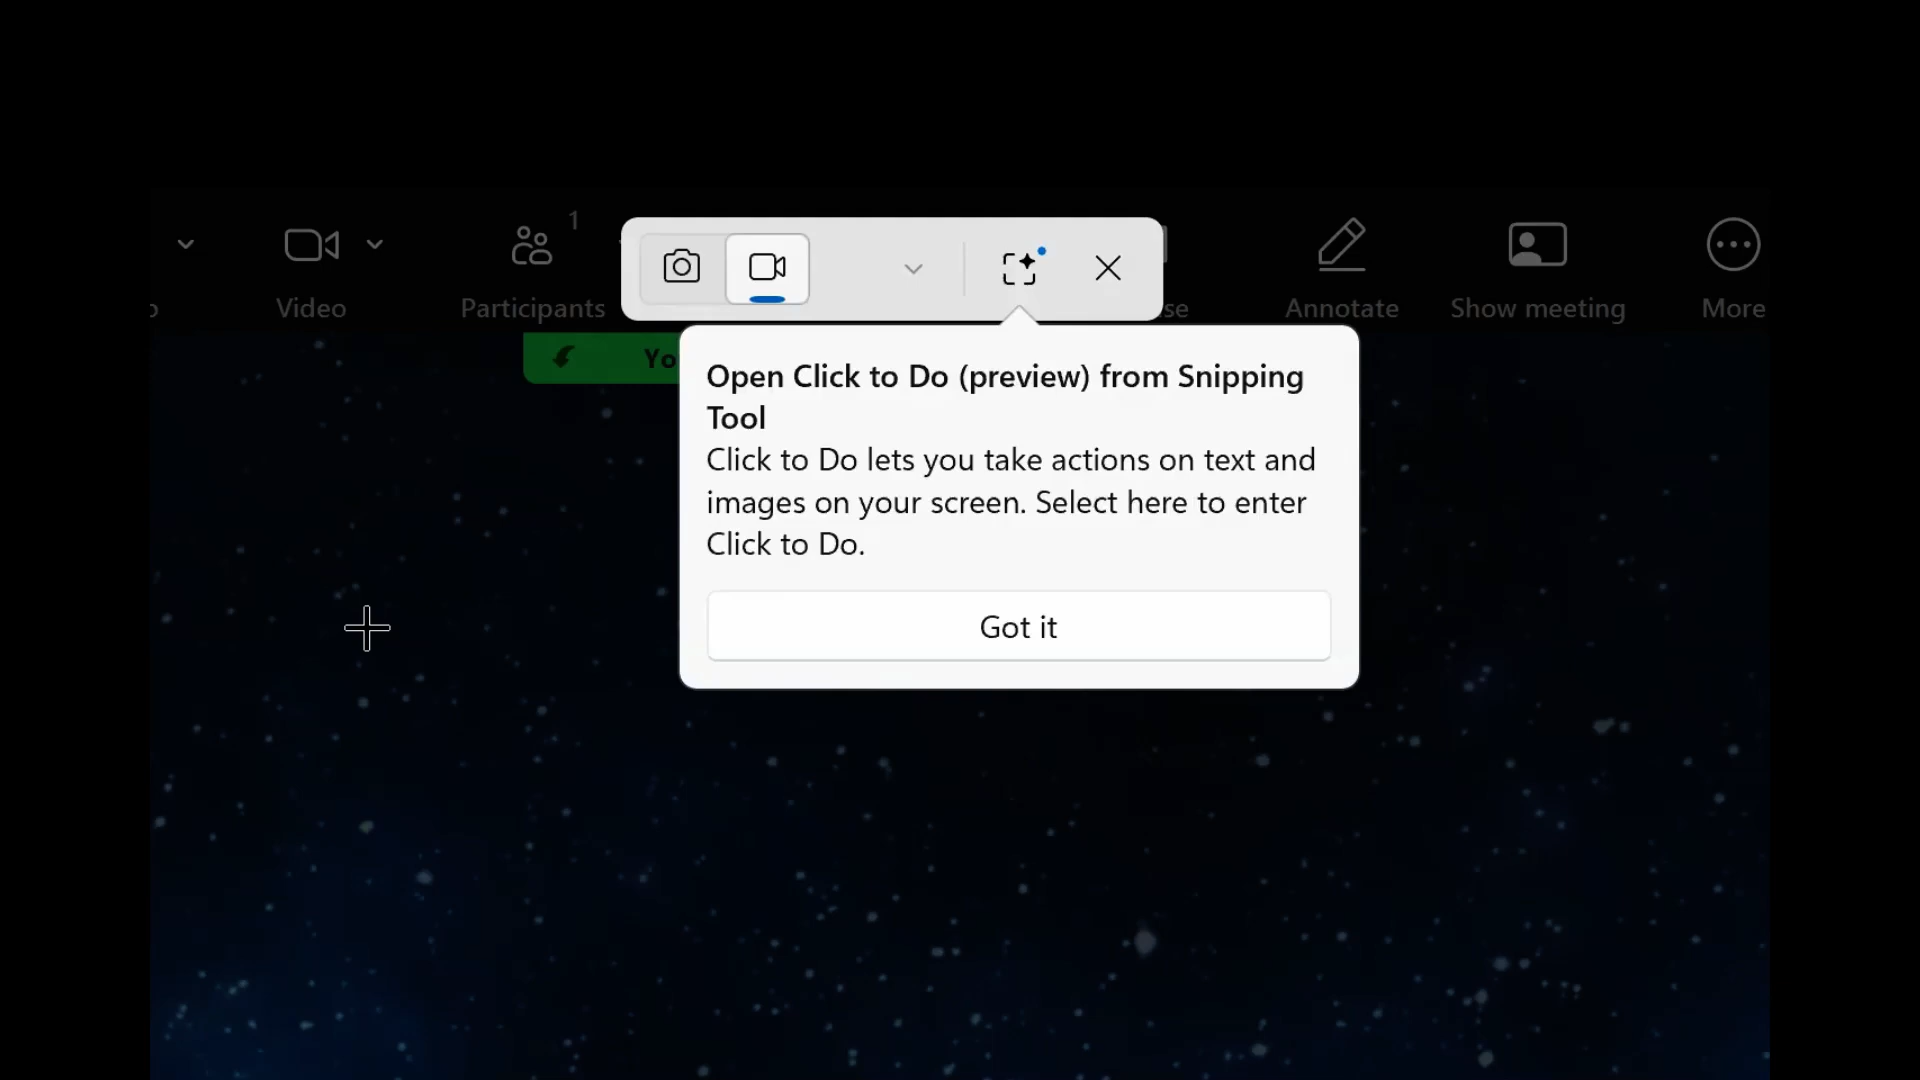 1
Video
Participants
Annotate
Show meeting
More
Open Click to Do (preview) from Snipping
Tool
Click to Do lets you take actions on text and
images on your screen. Select here to enter
Click to Do.
Got it